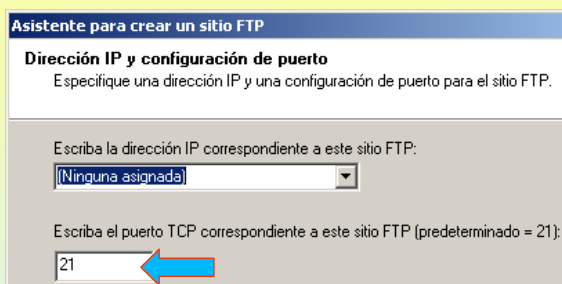 Asistente para crear un sitio FTP
Dirección IP y configuración de puerto
Especifique una dirección IP y una configuración de puerto para el sitio FTP.
Escriba la dirección IP correspondiente a este sitio FTP:
(Ninguna asignada)
Escriba el puerto TCP correspondiente a este sitio FTP (predeterminado = 21):
21